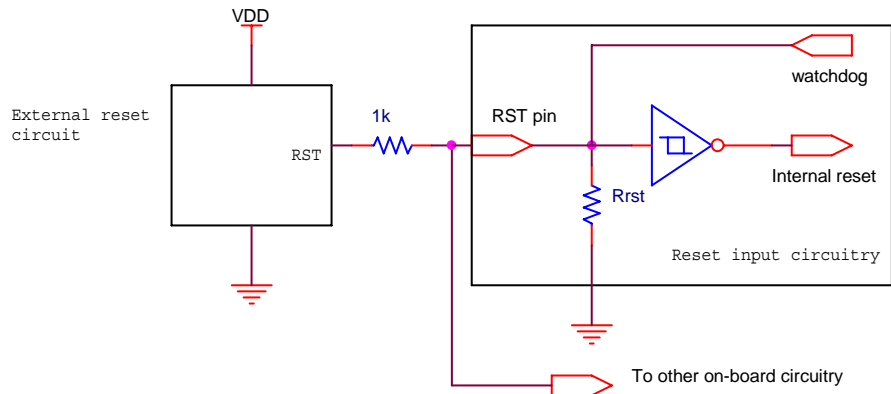 VDD
External reset
circuit
RST
1k
RST pin
watchdog
Internal reset
Rrst
Reset input circuitry
To other on-board circuitry